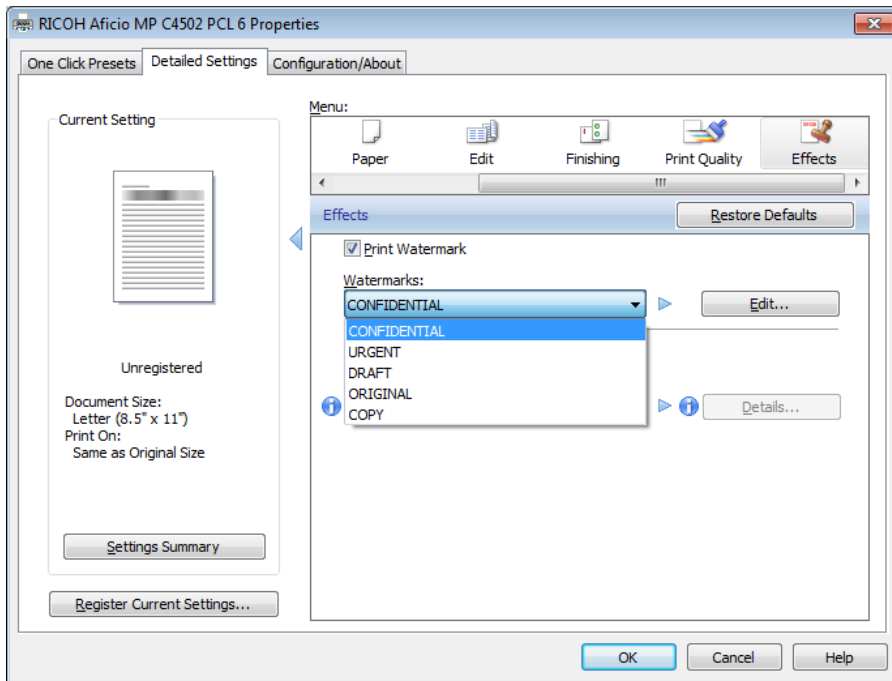 RICOH Aficio MP C4502 PCL 6 Properties
One Click Presets
Detailed Settings
Configuration/About
Current Setting
Unregistered
Document Size:
Letter (8.5" x 11")
Print On:
Same as Original Size
Settings Summary
Register Current Settings...
Menu:
Paper
Edit
Finishing
Print Quality
Effects
Effects
Restore Defaults
Print Watermark
Watermarks:
CONFIDENTIAL
Edit...
CONFIDENTIAL
URGENT
DRAFT
ORIGINAL
COPY
Details...
OK
Cancel
Help